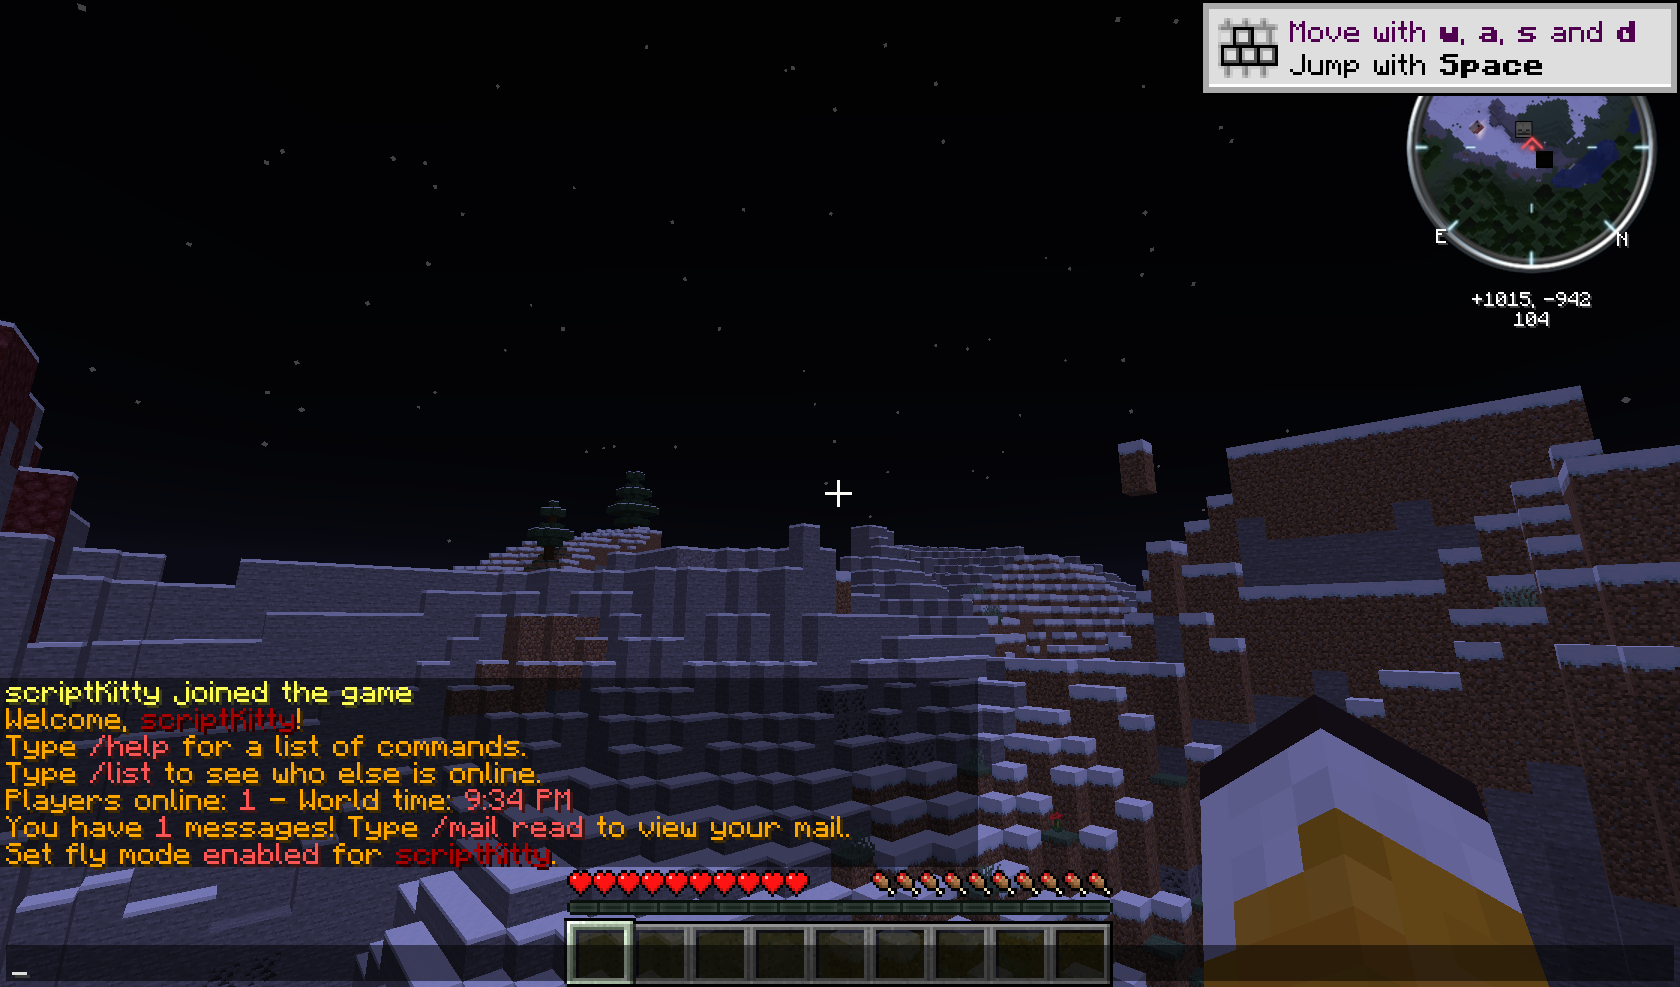 Move with w, a, s and d
Jump with Space
E
N
+1015, -942
104
scriptKitty joined the game
Welcome, scriptKitty!
Type /help for a list of commands.
Type /list to see who else is online.
Players online: 1 - World time: 9:34 PM
You have 1 messages! Type /mail read to view your mail.
Set fly mode enabled for scriptKitty.
_